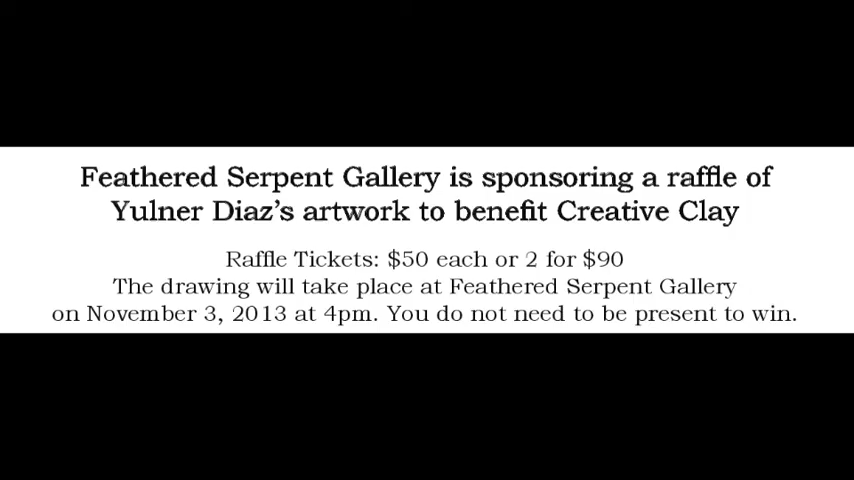 Feathered Serpent Gallery is sponsoring a raffle of
Yulner Diaz's artwork to benefit Creative Clay
Raffle Tickets: $50 each or 2 for $90
The drawing will take place at Feathered Serpent Gallery
on November 3, 2013 at 4pm. You do not need to be present to win.